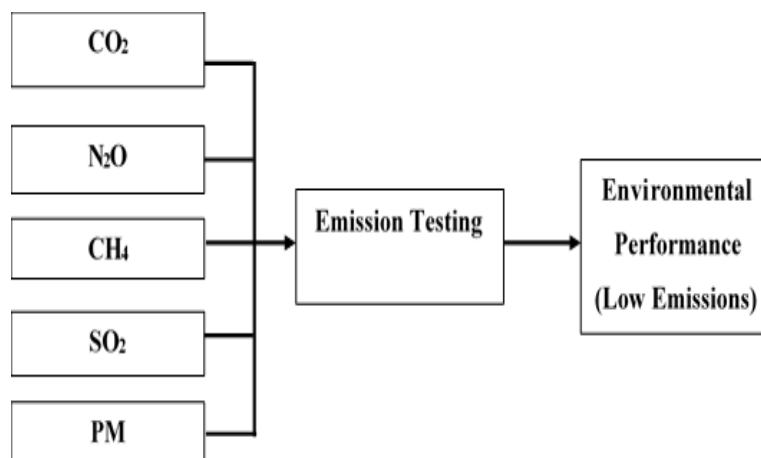 CO₂
N₂O
CH₄
SO₂
PM
Emission Testing
Environmental
Performance
(Low Emissions)